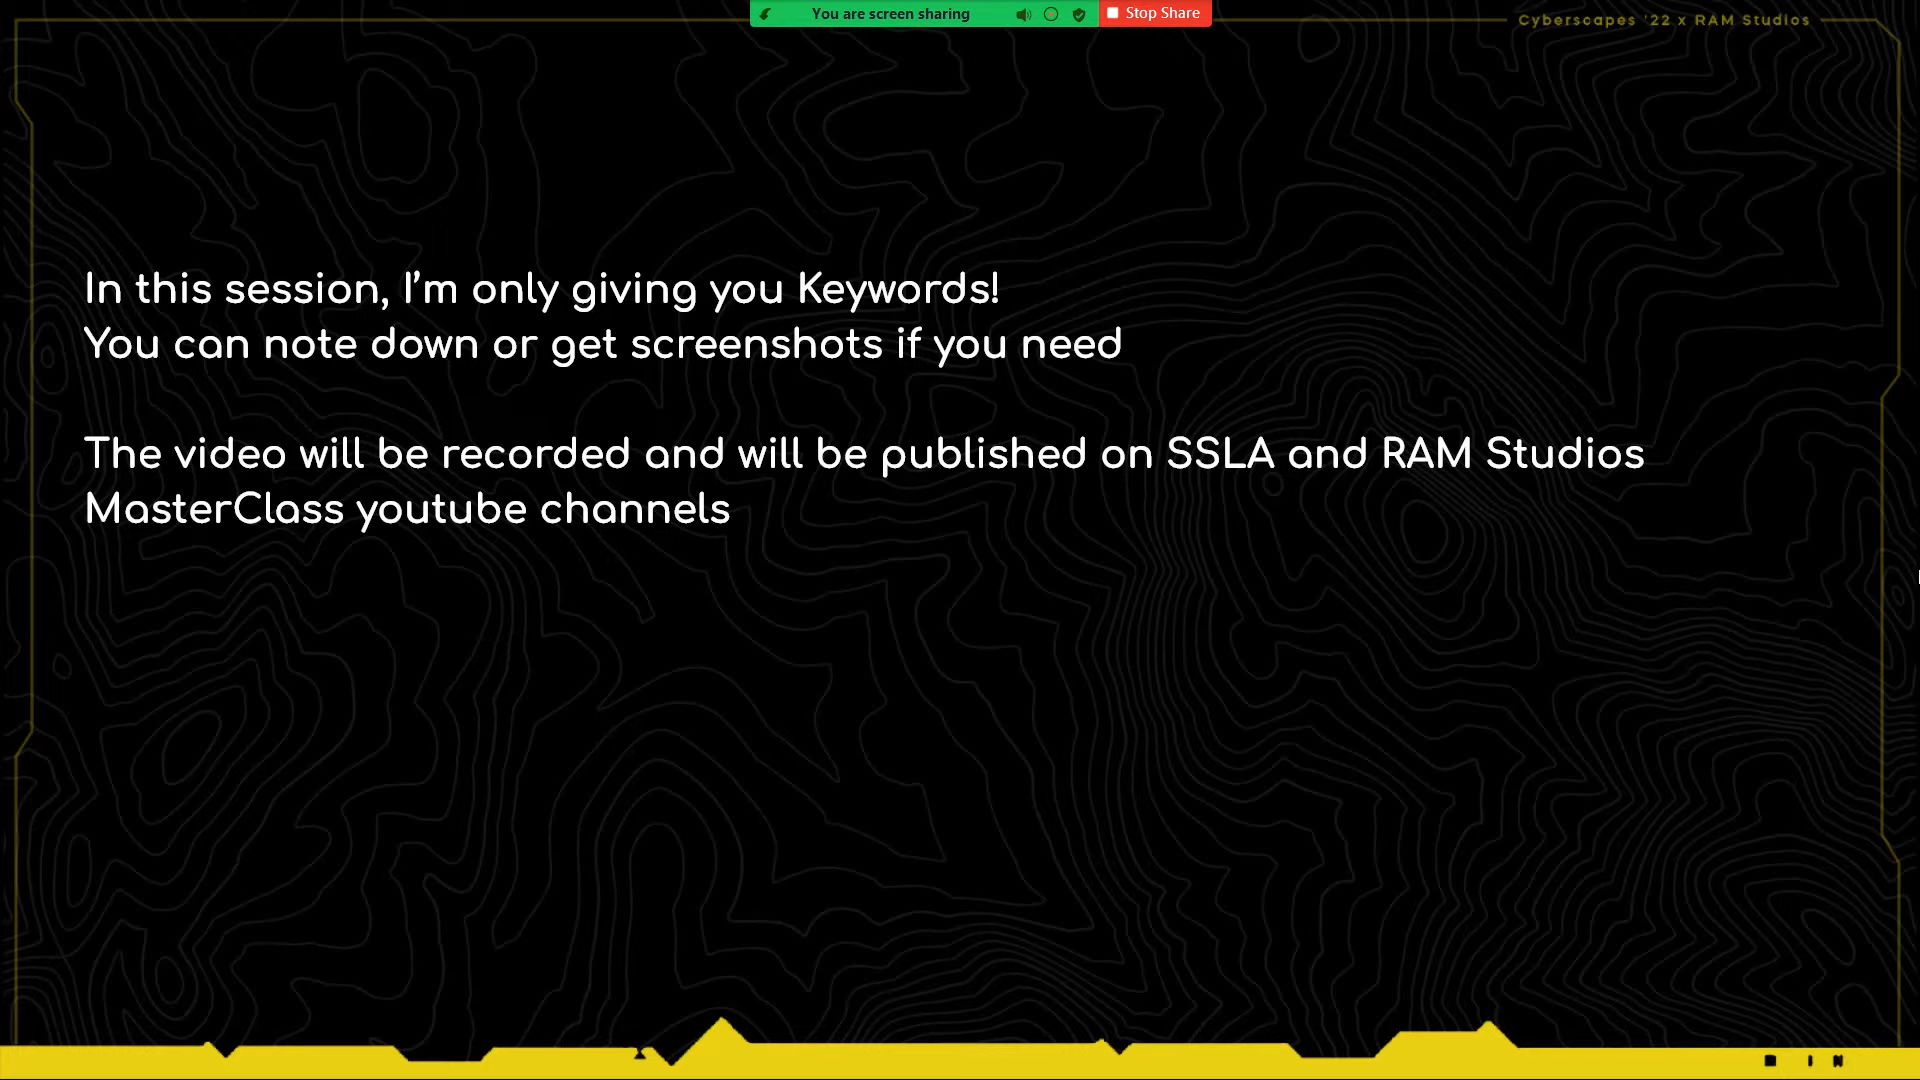 You are screen sharing
Stop Share
Cyberscapes '22 x RAM Studios
In this session, I'm only giving you Keywords!
You can note down or get screenshots if you need
The video will be recorded and will be published on SSLA and RAM Studios
MasterClass youtube channels